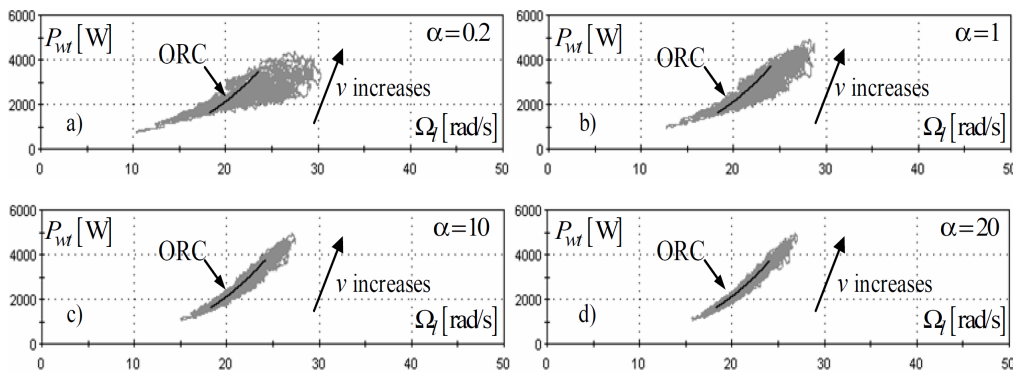 6000
P_wt [W]
α=0.2
ORC
4000
v increases
2000
a)
Ω_l [rad/s]
0
0 10 20 30 40 50
6000
P_wt [W]
α=1
ORC
4000
v increases
2000
b)
Ω_l [rad/s]
0
0 10 20 30 40 50
6000
P_wt [W]
α=10
ORC
4000
v increases
2000
c)
Ω_l [rad/s]
0
0 10 20 30 40 50
6000
P_wt [W]
α=20
ORC
4000
v increases
2000
d)
Ω_l [rad/s]
0
0 10 20 30 40 50